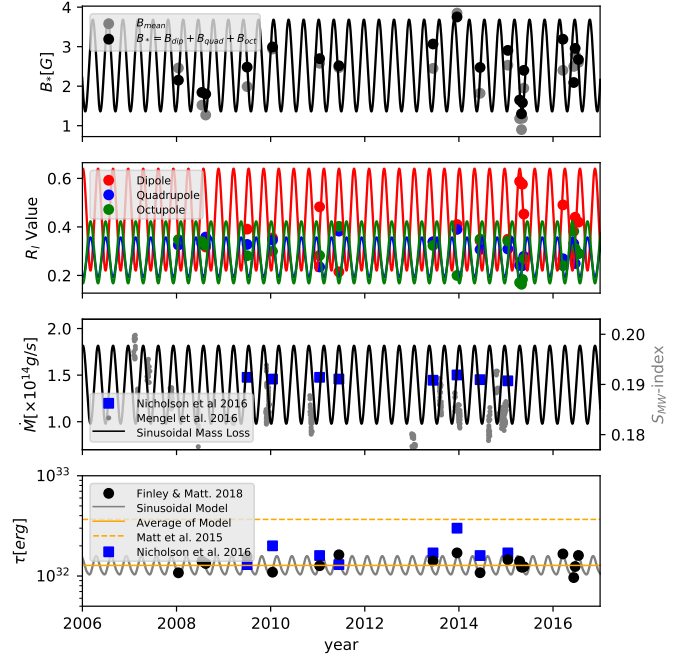 4
3
2
1
B*[G]
B_mean
B* = B_dip + B_quad + B_oct
0.6
0.4
0.2
R_l Value
Dipole
Quadrupole
Octupole
2.0
1.5
1.0
Ṁ[×10^14 g/s]
Nicholson et al 2016
Mengel et al. 2016
Sinusoidal Mass Loss
0.20
0.19
0.18
S_MW-index
10^33
10^32
τ[erg]
Finley & Matt. 2018
Sinusoidal Model
Average of Model
Matt et al. 2015
Nicholson et al. 2016
2006 2008 2010 2012 2014 2016
year